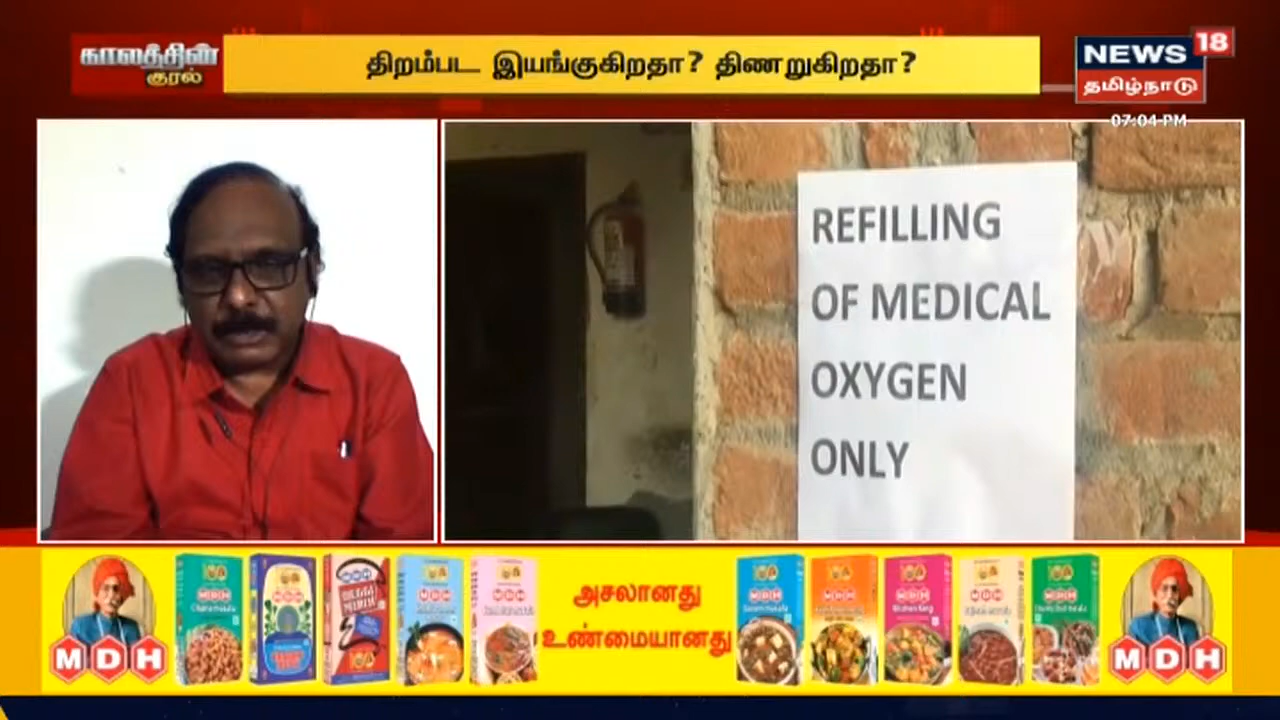 காலத்தின்
குரல்
திறம்பட இயங்குகிறதா? திணறுகிறதா?
NEWS 18
தமிழ்நாடு
07:04 PM
REFILLING
OF MEDICAL
OXYGEN
ONLY
அசலானது
உண்மையானது
MDH
MDH